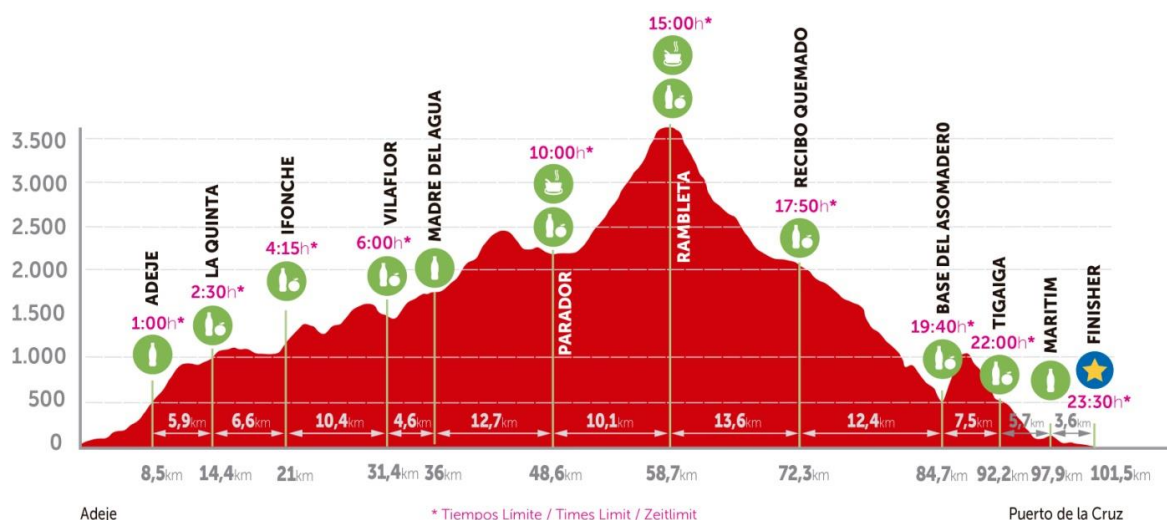 3.500
3.000
2.500
2.000
1.500
1.000
500
0
ADEJE
1:00h*
LA QUINTA
2:30h*
IFONCHE
4:15h*
VILAFLOR
6:00h*
MADRE DEL AGUA
10:00h*
PARADOR
15:00h*
RAMBLETA
RECIBO QUEMADO
17:50h*
BASE DEL ASOMADER0
19:40h*
TIGAIGA
22:00h*
MARITIM
FINISHER
23:30h*
5,9km 6,6km 10,4km 4,6km 12,7km 10,1km 13,6km 12,4km 7,5km 5,7km 3,6km
8,5km 14,4km 21km 31,4km 36km 48,6km 58,7km 72,3km 84,7km 92,2km 97,9km 101,5km
Adeje * Tiempos Límite / Times Limit / Zeitlimit Puerto de la Cruz